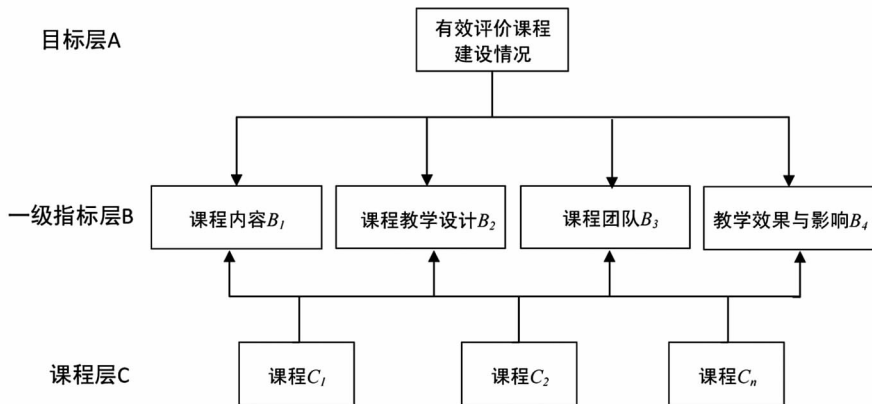 目标层A
有效评价课程
建设情况
一级指标层B
课程内容B₁
课程教学设计B₂
课程团队B₃
教学效果与影响B₄
课程层C
课程C₁
课程C₂
课程Cₙ